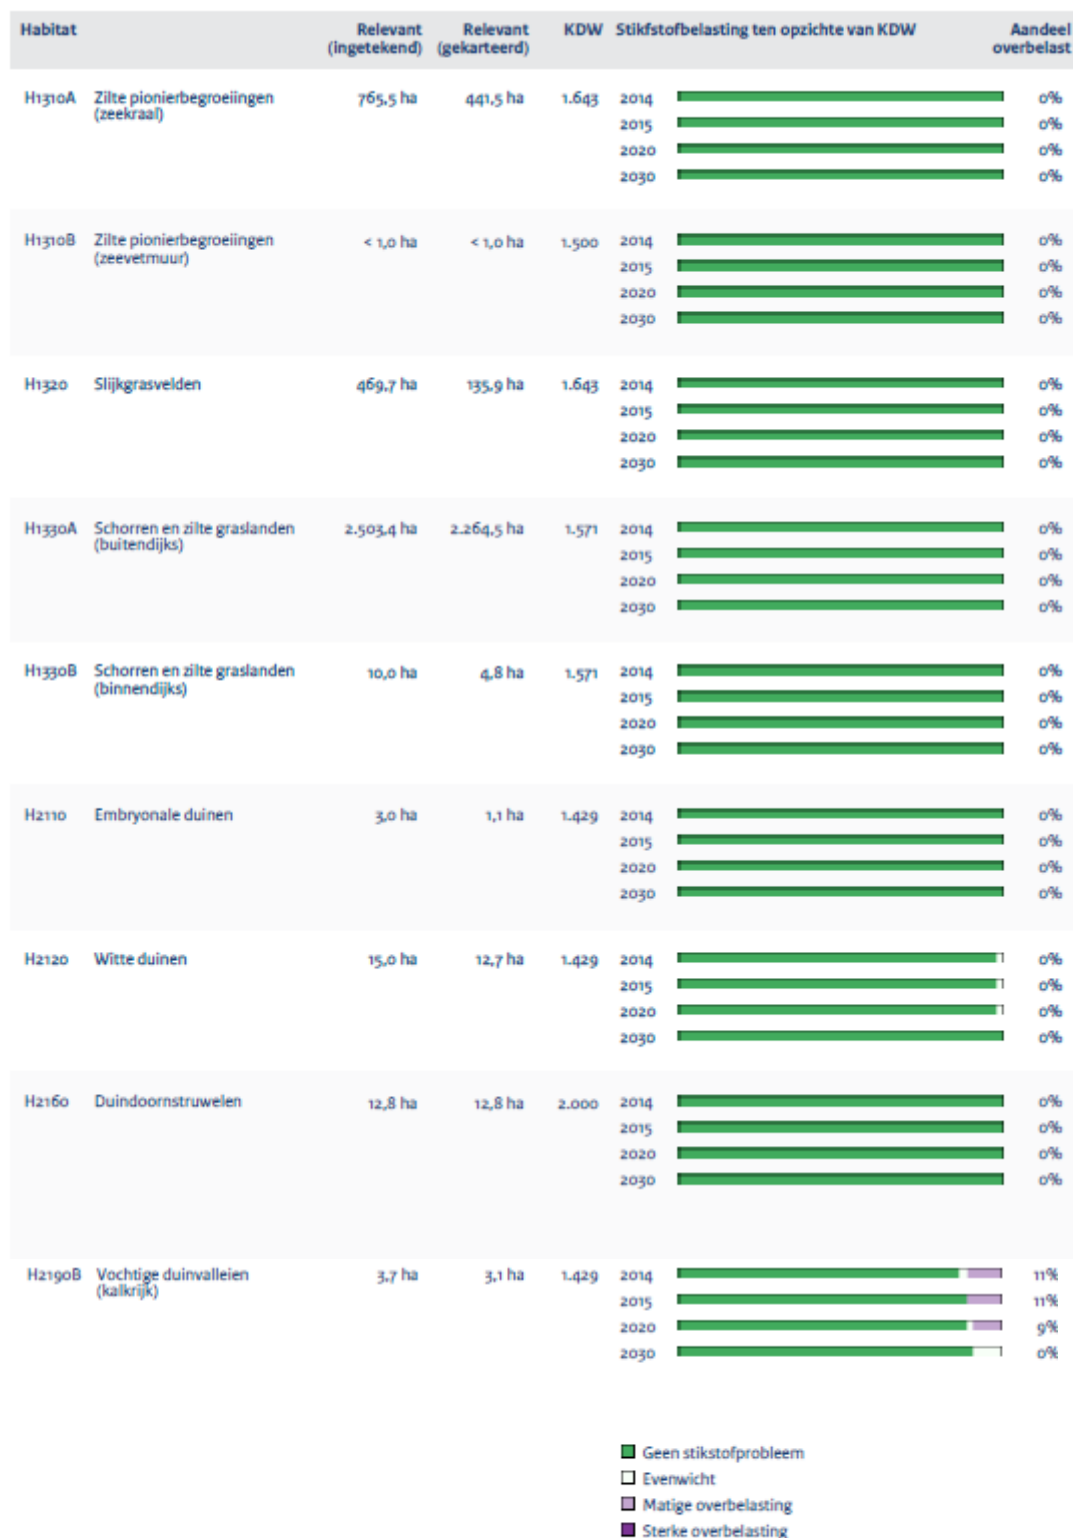 Habitat Relevant Relevant KDW Stikfstofbelasting ten opzichte van KDW Aandeel
(ingetekend) (gekarteerd) overbelast
H1310A Zilte pionierbegroeiingen 765,5 ha 441,5 ha 1.643 2014 0%
(zeekraal)
2015 0%
2020 0%
2030 0%
H1310B Zilte pionierbegroeiingen < 1,0 ha < 1,0 ha 1.500 2014 0%
(zeevetmuur)
2015 0%
2020 0%
2030 0%
H1320 Slijkgrasvelden 469,7 ha 135,9 ha 1.643 2014 0%
2015 0%
2020 0%
2030 0%
H1330A Schorren en zilte graslanden 2.503,4 ha 2.264,5 ha 1.571 2014 0%
(buitendijks)
2015 0%
2020 0%
2030 0%
H1330B Schorren en zilte graslanden 10,0 ha 4,8 ha 1.571 2014 0%
(binnendijks)
2015 0%
2020 0%
2030 0%
H2110 Embryonale duinen 3,0 ha 1,1 ha 1.429 2014 0%
2015 0%
2020 0%
2030 0%
H2120 Witte duinen 15,0 ha 12,7 ha 1.429 2014 0%
2015 0%
2020 0%
2030 0%
H2160 Duindoornstruwelen 12,8 ha 12,8 ha 2.000 2014 0%
2015 0%
2020 0%
2030 0%
H2190B Vochtige duinvalleien 3,7 ha 3,1 ha 1.429 2014 11%
(kalkrijk)
2015 11%
2020 9%
2030 0%
Geen stikstofprobleem
Evenwicht
Matige overbelasting
Sterke overbelasting